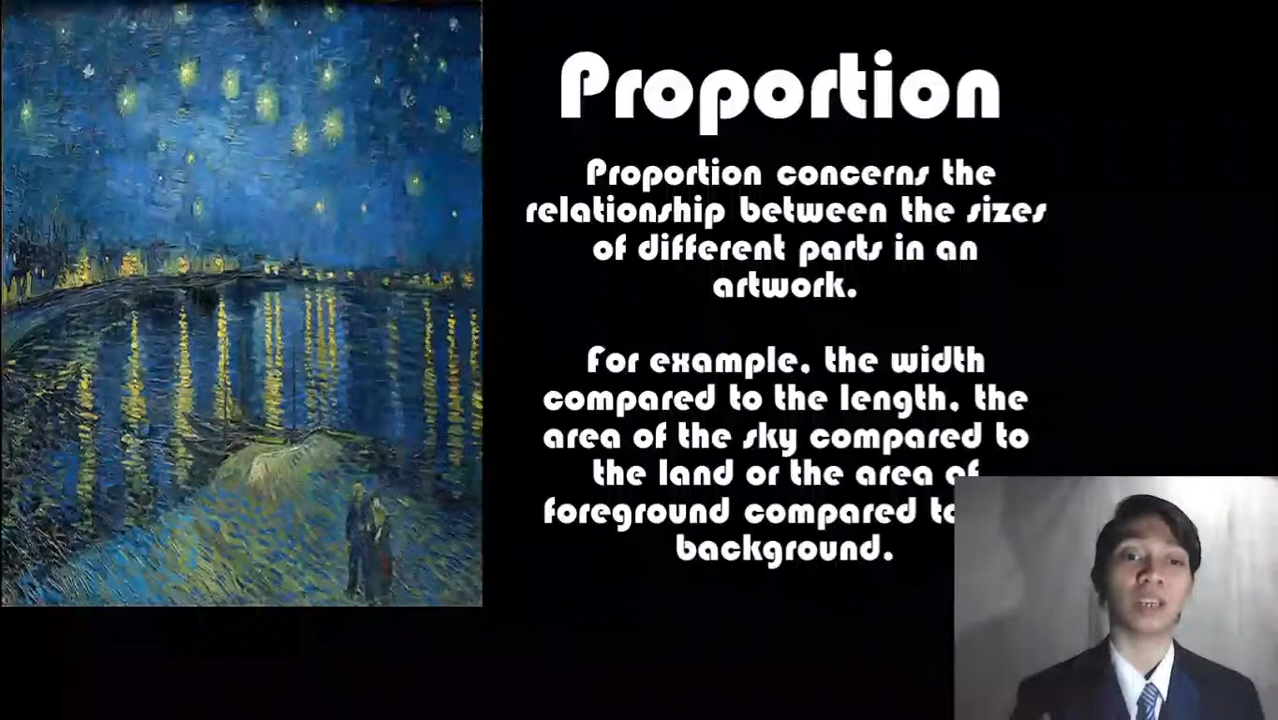 Proportion
Proportion concerns the
relationship between the sizes
of different parts in an
artwork.
For example, the width
compared to the length, the
area of the sky compared to
the land or the area of
foreground compared to
background.